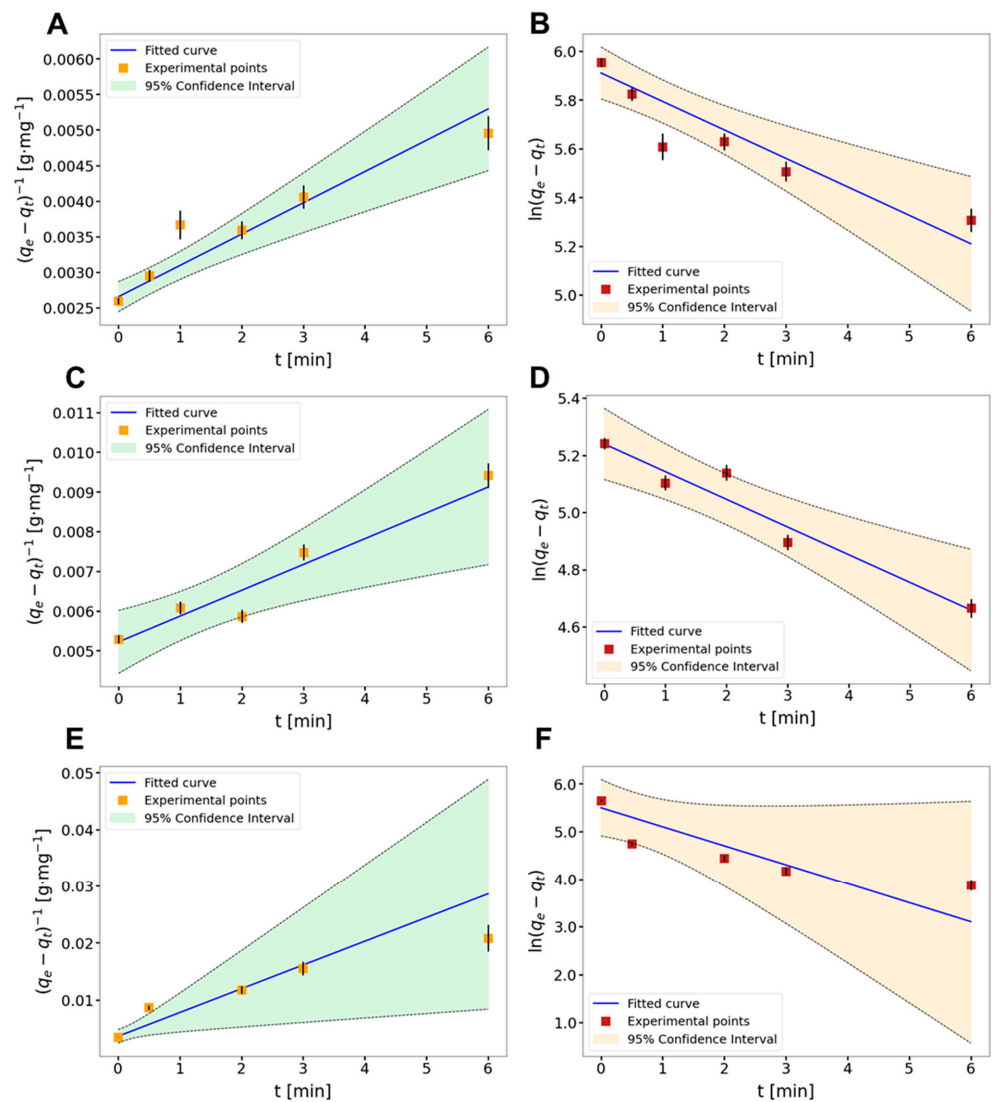 A
(qₑ − qₜ)⁻¹ [g·mg⁻¹]
0.0060
0.0055
0.0050
0.0045
0.0040
0.0035
0.0030
0.0025
Fitted curve
Experimental points
95% Confidence Interval
0 1 2 3 4 5 6
t [min]
B
ln(qₑ − qₜ)
6.0
5.8
5.6
5.4
5.2
5.0
Fitted curve
Experimental points
95% Confidence Interval
0 1 2 3 4 5 6
t [min]
C
(qₑ − qₜ)⁻¹ [g·mg⁻¹]
0.011
0.010
0.009
0.008
0.007
0.006
0.005
Fitted curve
Experimental points
95% Confidence Interval
0 1 2 3 4 5 6
t [min]
D
ln(qₑ − qₜ)
5.4
5.2
5.0
4.8
4.6
Fitted curve
Experimental points
95% Confidence Interval
0 1 2 3 4 5 6
t [min]
E
(qₑ − qₜ)⁻¹ [g·mg⁻¹]
0.05
0.04
0.03
0.02
0.01
Fitted curve
Experimental points
95% Confidence Interval
0 1 2 3 4 5 6
t [min]
F
ln(qₑ − qₜ)
6.0
5.0
4.0
3.0
2.0
1.0
Fitted curve
Experimental points
95% Confidence Interval
0 1 2 3 4 5 6
t [min]